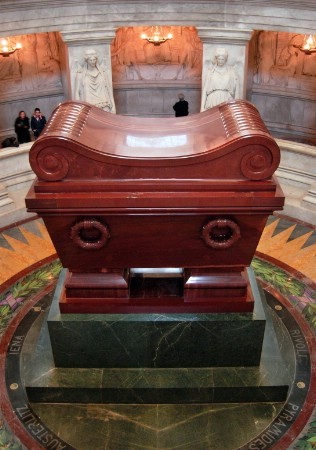 IENA
RIVOLI
AUSTERLITZ
PYRAMIDES